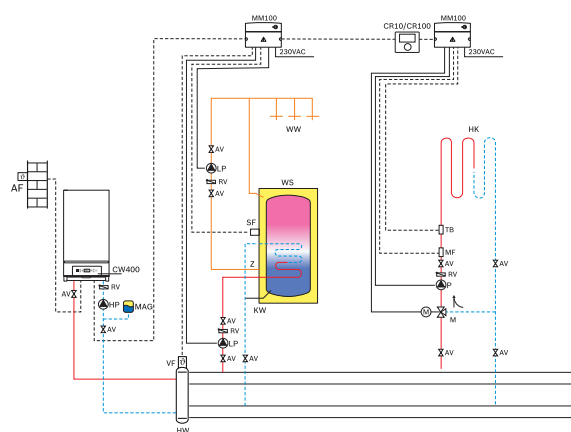 MM100
230VAC
CR10/CR100
MM100
230VAC
WW
HK
AV
LP
RV
AV
WS
AF
SF
TB
MF
AV
AV
RV
P
CW400
Z
AV
RV
HP
MAG
AV
KW
M
M
AV
RV
LP
VF
AV
AV
AV
AV
HW